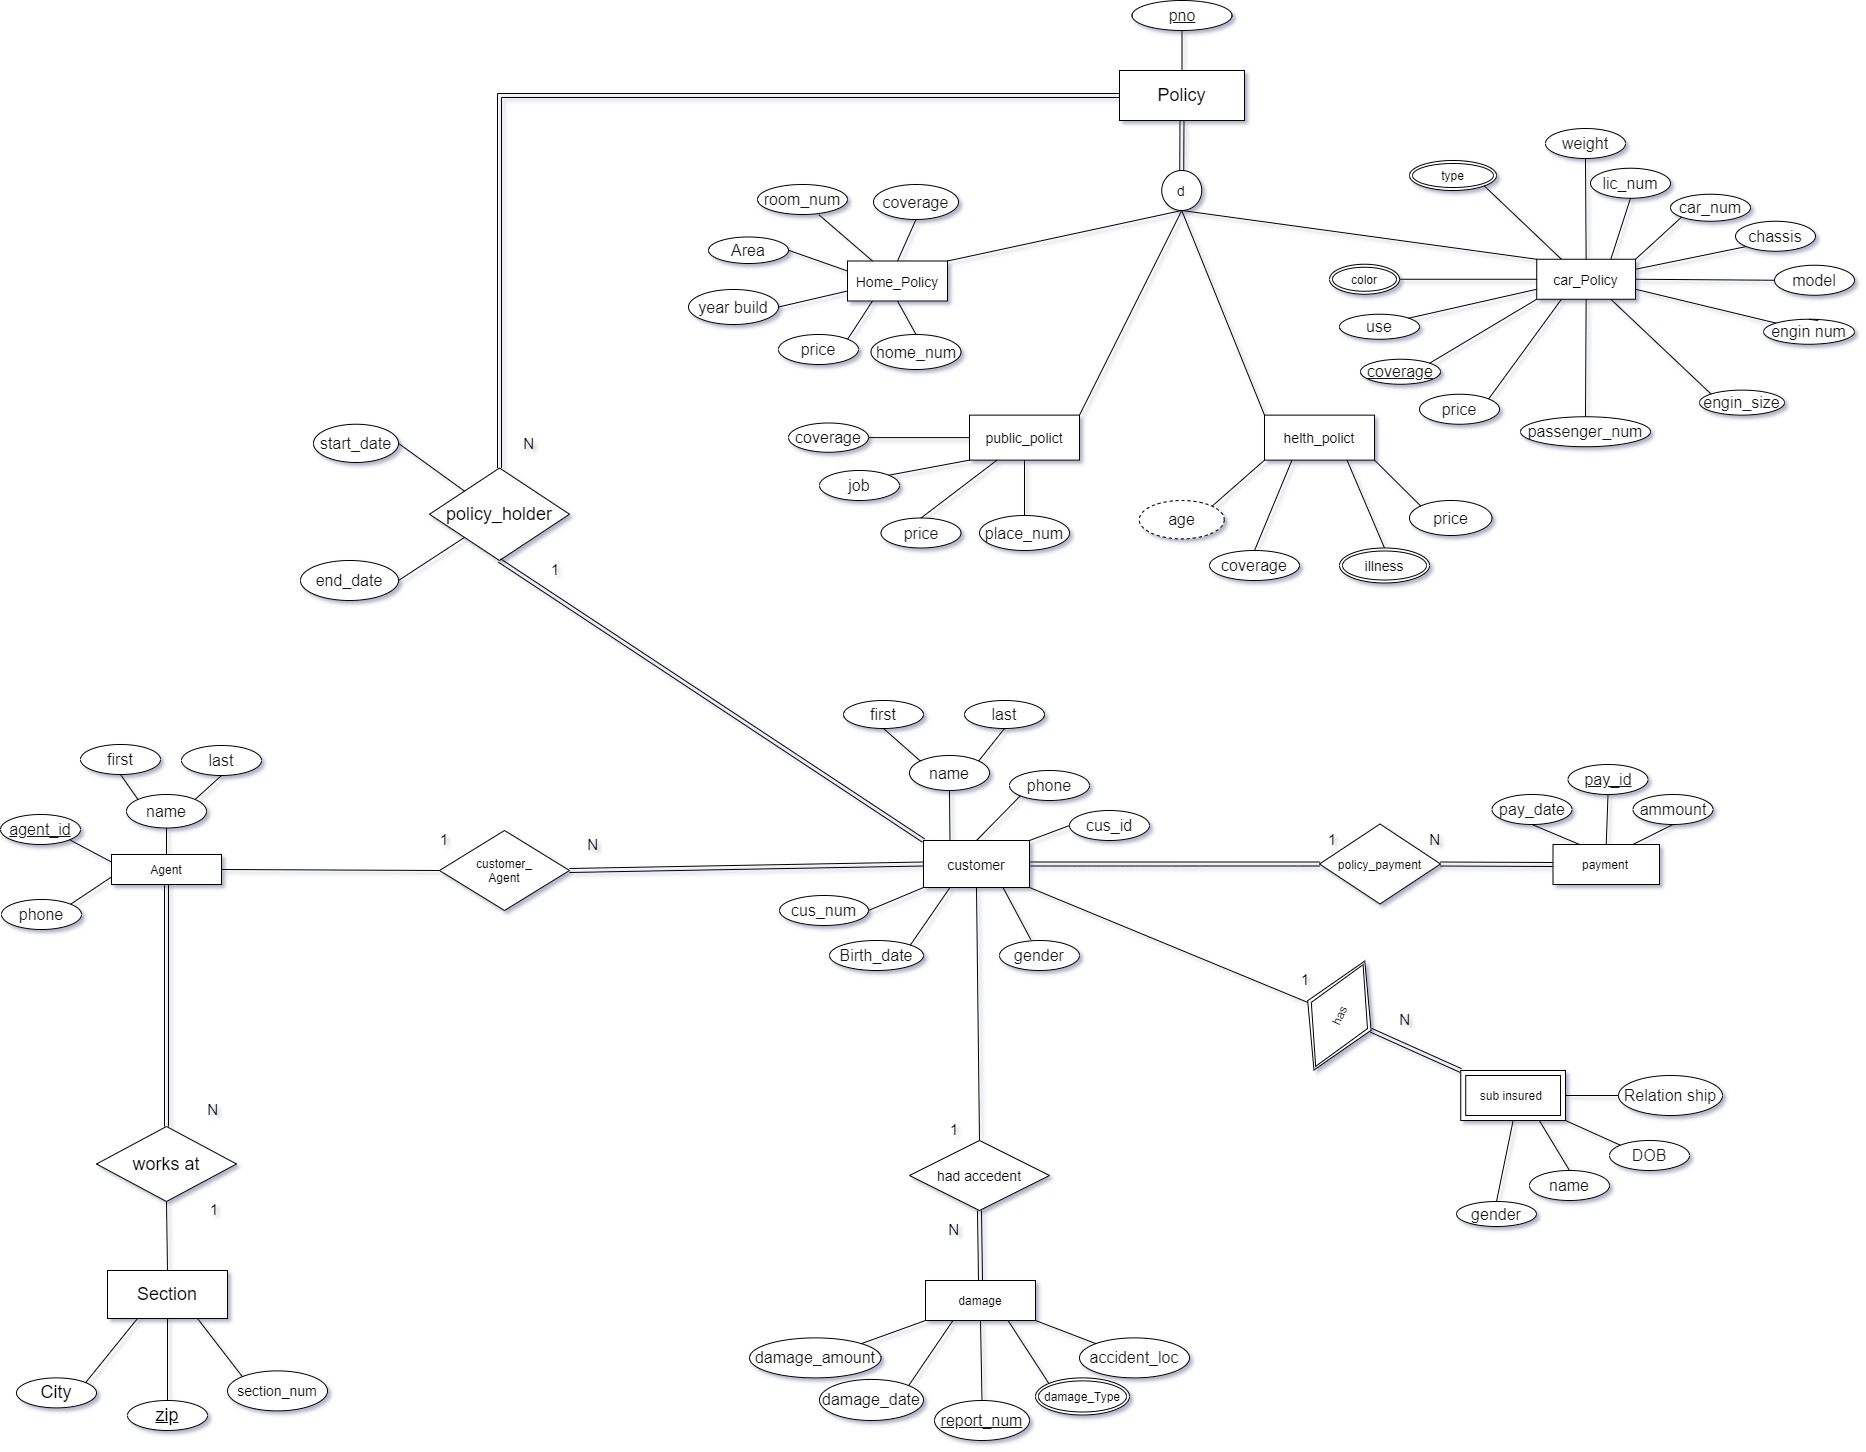 pno
Policy
d
weight
type
lic_num
car_num
chassis
room_num
coverage
Area
Home_Policy
color
car_Policy
model
year build
use
engin num
price
home_num
coverage
price
engin_size
passenger_num
start_date
N
coverage
public_polict
helth_polict
job
policy_holder
price
place_num
age
price
end_date
1
coverage
illness
first
last
first
last
name
phone
pay_id
name
agent_id
cus_id
pay_date
ammount
Agent
1
customer_
Agent
N
customer
1
policy_payment
N
payment
phone
cus_num
Birth_date
gender
1
has
N
sub insured
Relation ship
DOB
name
gender
N
works at
1
1
had accedent
N
Section
damage
City
zip
section_num
damage_amount
damage_date
report_num
damage_Type
accident_loc